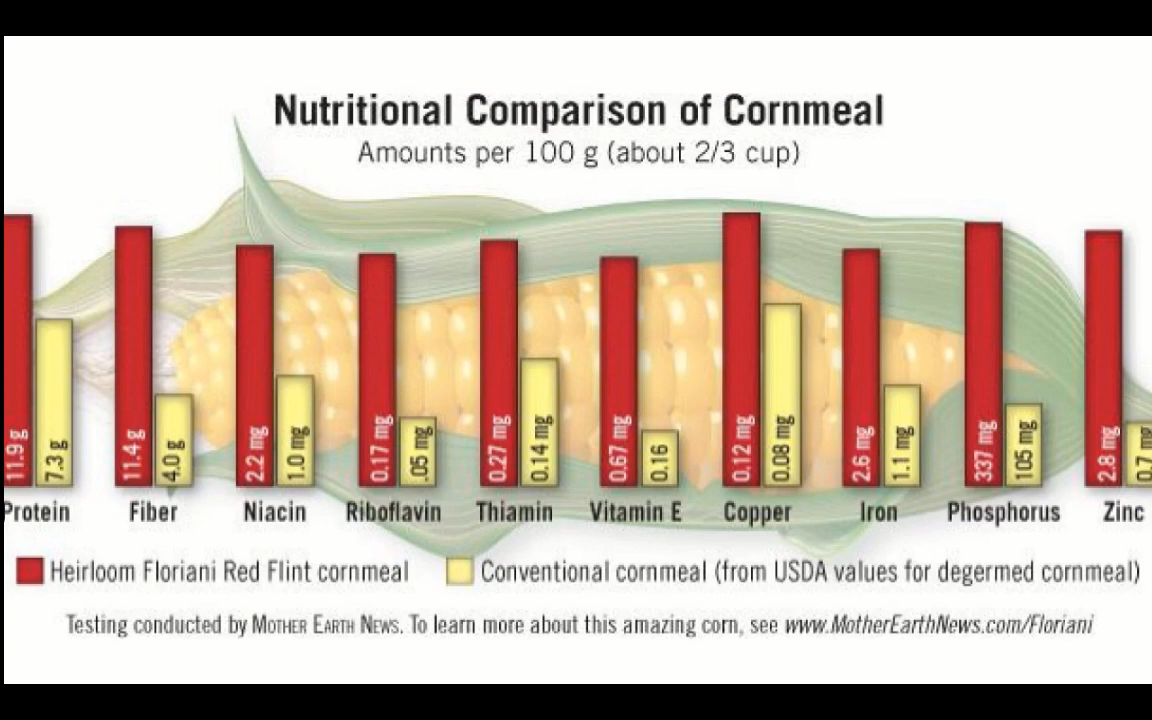 Nutritional Comparison of Cornmeal
Amounts per 100 g (about 2/3 cup)
11.9 g 7.3 g 11.4 g 4.0 g 2.2 mg 1.0 mg 0.17 mg .05 mg 0.27 mg 0.14 mg 0.67 mg 0.16 0.12 mg 0.08 mg 2.6 mg 1.1 mg 337 mg 105 mg 2.8 mg 0.7 mg
Protein Fiber Niacin Riboflavin Thiamin Vitamin E Copper Iron Phosphorus Zinc
Heirloom Floriani Red Flint cornmeal Conventional cornmeal (from USDA values for degermed cornmeal)
Testing conducted by MOTHER EARTH NEWS. To learn more about this amazing corn, see www.MotherEarthNews.com/Floriani